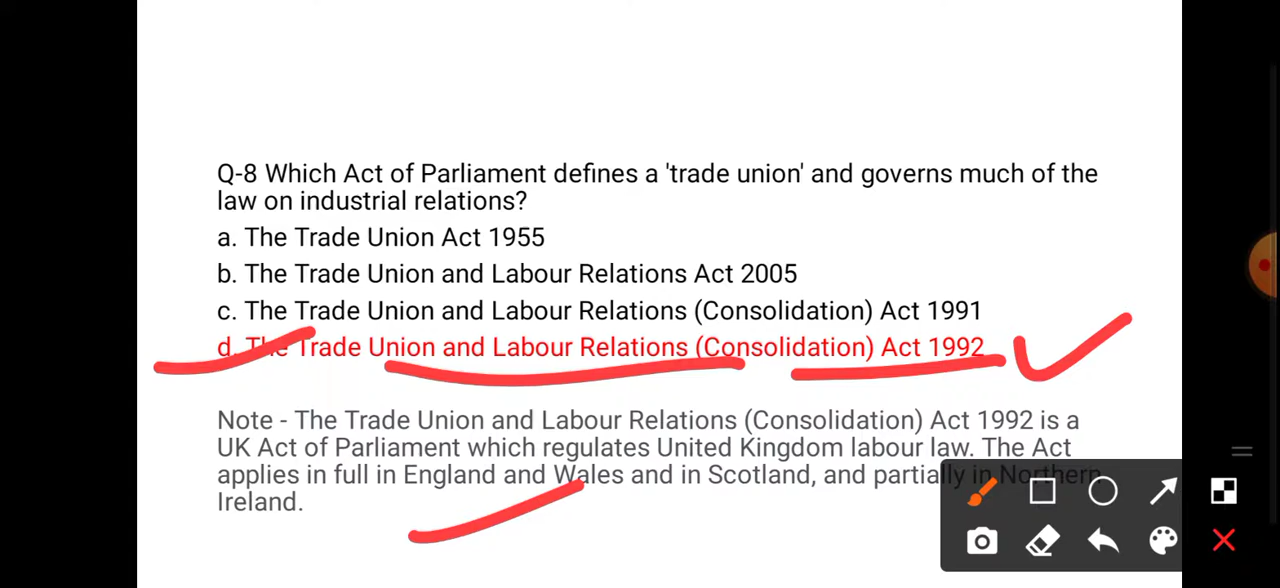 Q-8 Which Act of Parliament defines a 'trade union' and governs much of the
law on industrial relations?
a. The Trade Union Act 1955
b. The Trade Union and Labour Relations Act 2005
c. The Trade Union and Labour Relations (Consolidation) Act 1991
d. The Trade Union and Labour Relations (Consolidation) Act 1992
Note - The Trade Union and Labour Relations (Consolidation) Act 1992 is a
UK Act of Parliament which regulates United Kingdom labour law. The Act
applies in full in England and Wales and in Scotland, and partially in Northern
Ireland.